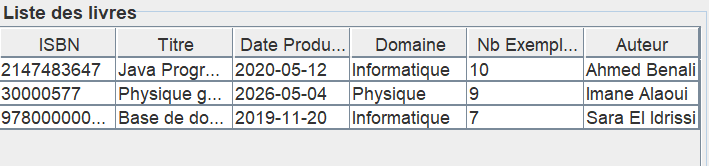 Liste des livres
ISBN Titre Date Produ... Domaine Nb Exempl... Auteur
2147483647 Java Progr... 2020-05-12 Informatique 10 Ahmed Benali
30000577 Physique g... 2026-05-04 Physique 9 Imane Alaoui
978000000... Base de do... 2019-11-20 Informatique 7 Sara El Idrissi